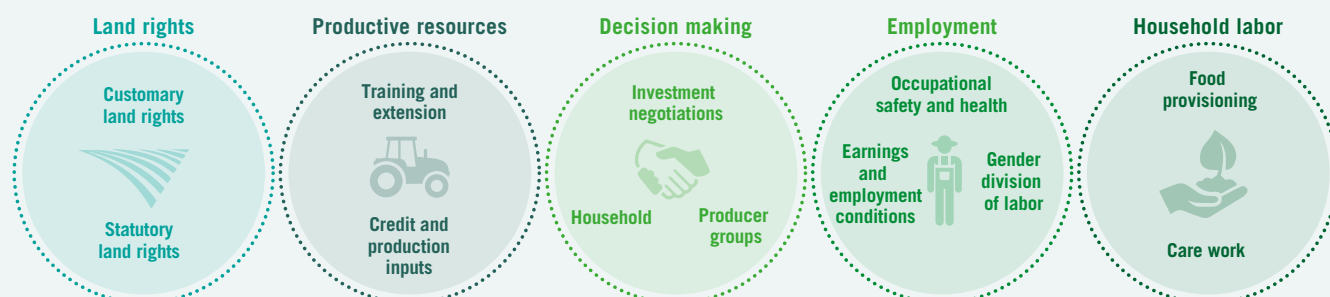 Land rights
Customary
land rights
Statutory
land rights
Productive resources
Training and
extension
Credit and
production
inputs
Decision making
Investment
negotiations
Household
Producer
groups
Employment
Occupational
safety and health
Earnings
and
employment
conditions
Gender
division
of labor
Household labor
Food
provisioning
Care work